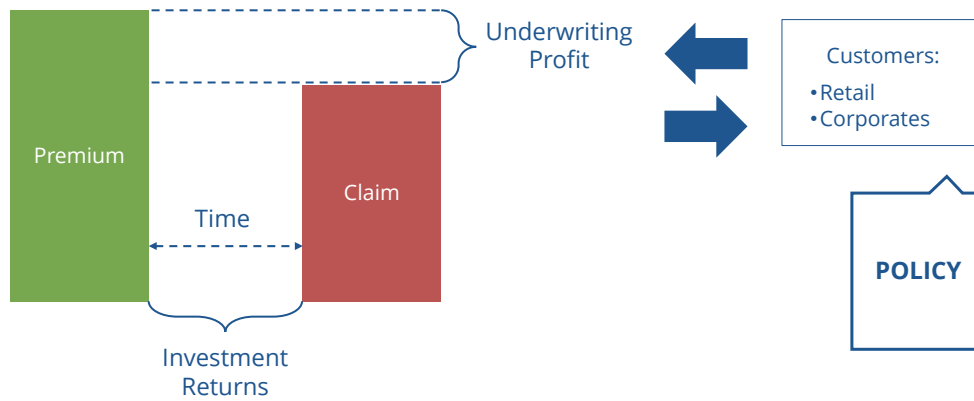 Underwriting
Profit
Customers:
•Retail
•Corporates
Premium
Claim
Time
POLICY
Investment
Returns